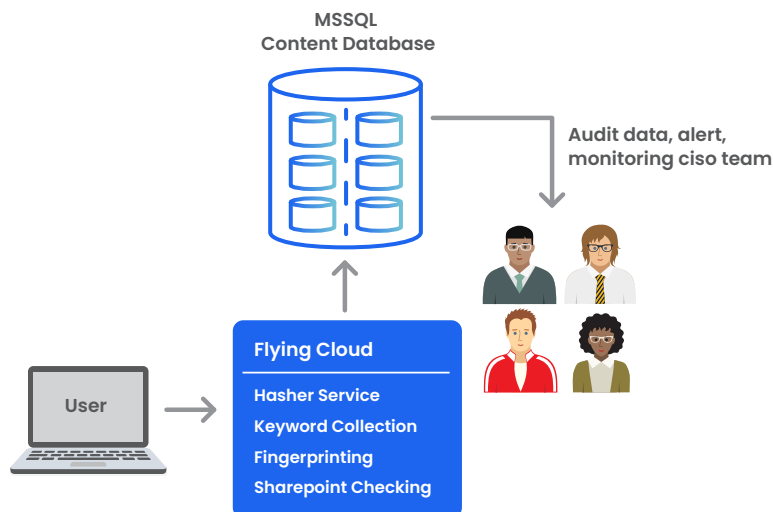 MSSQL
Content Database
Audit data, alert,
monitoring ciso team
Flying Cloud
Hasher Service
Keyword Collection
Fingerprinting
Sharepoint Checking
User